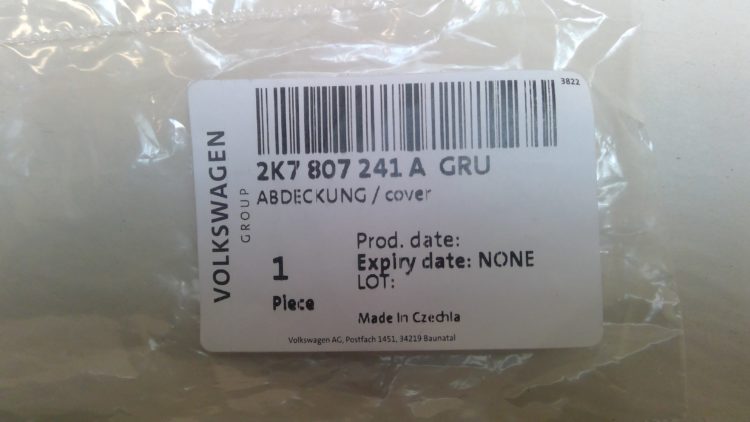 3822
2K7 807 241 A GRU
ABDECKUNG / cover
VOLKSWAGEN
GROUP
Prod. date:
1
Expiry date: NONE
Piece
LOT:
Made in Czechia
Volkswagen AG, Postfach 1451, 34219 Baunatal